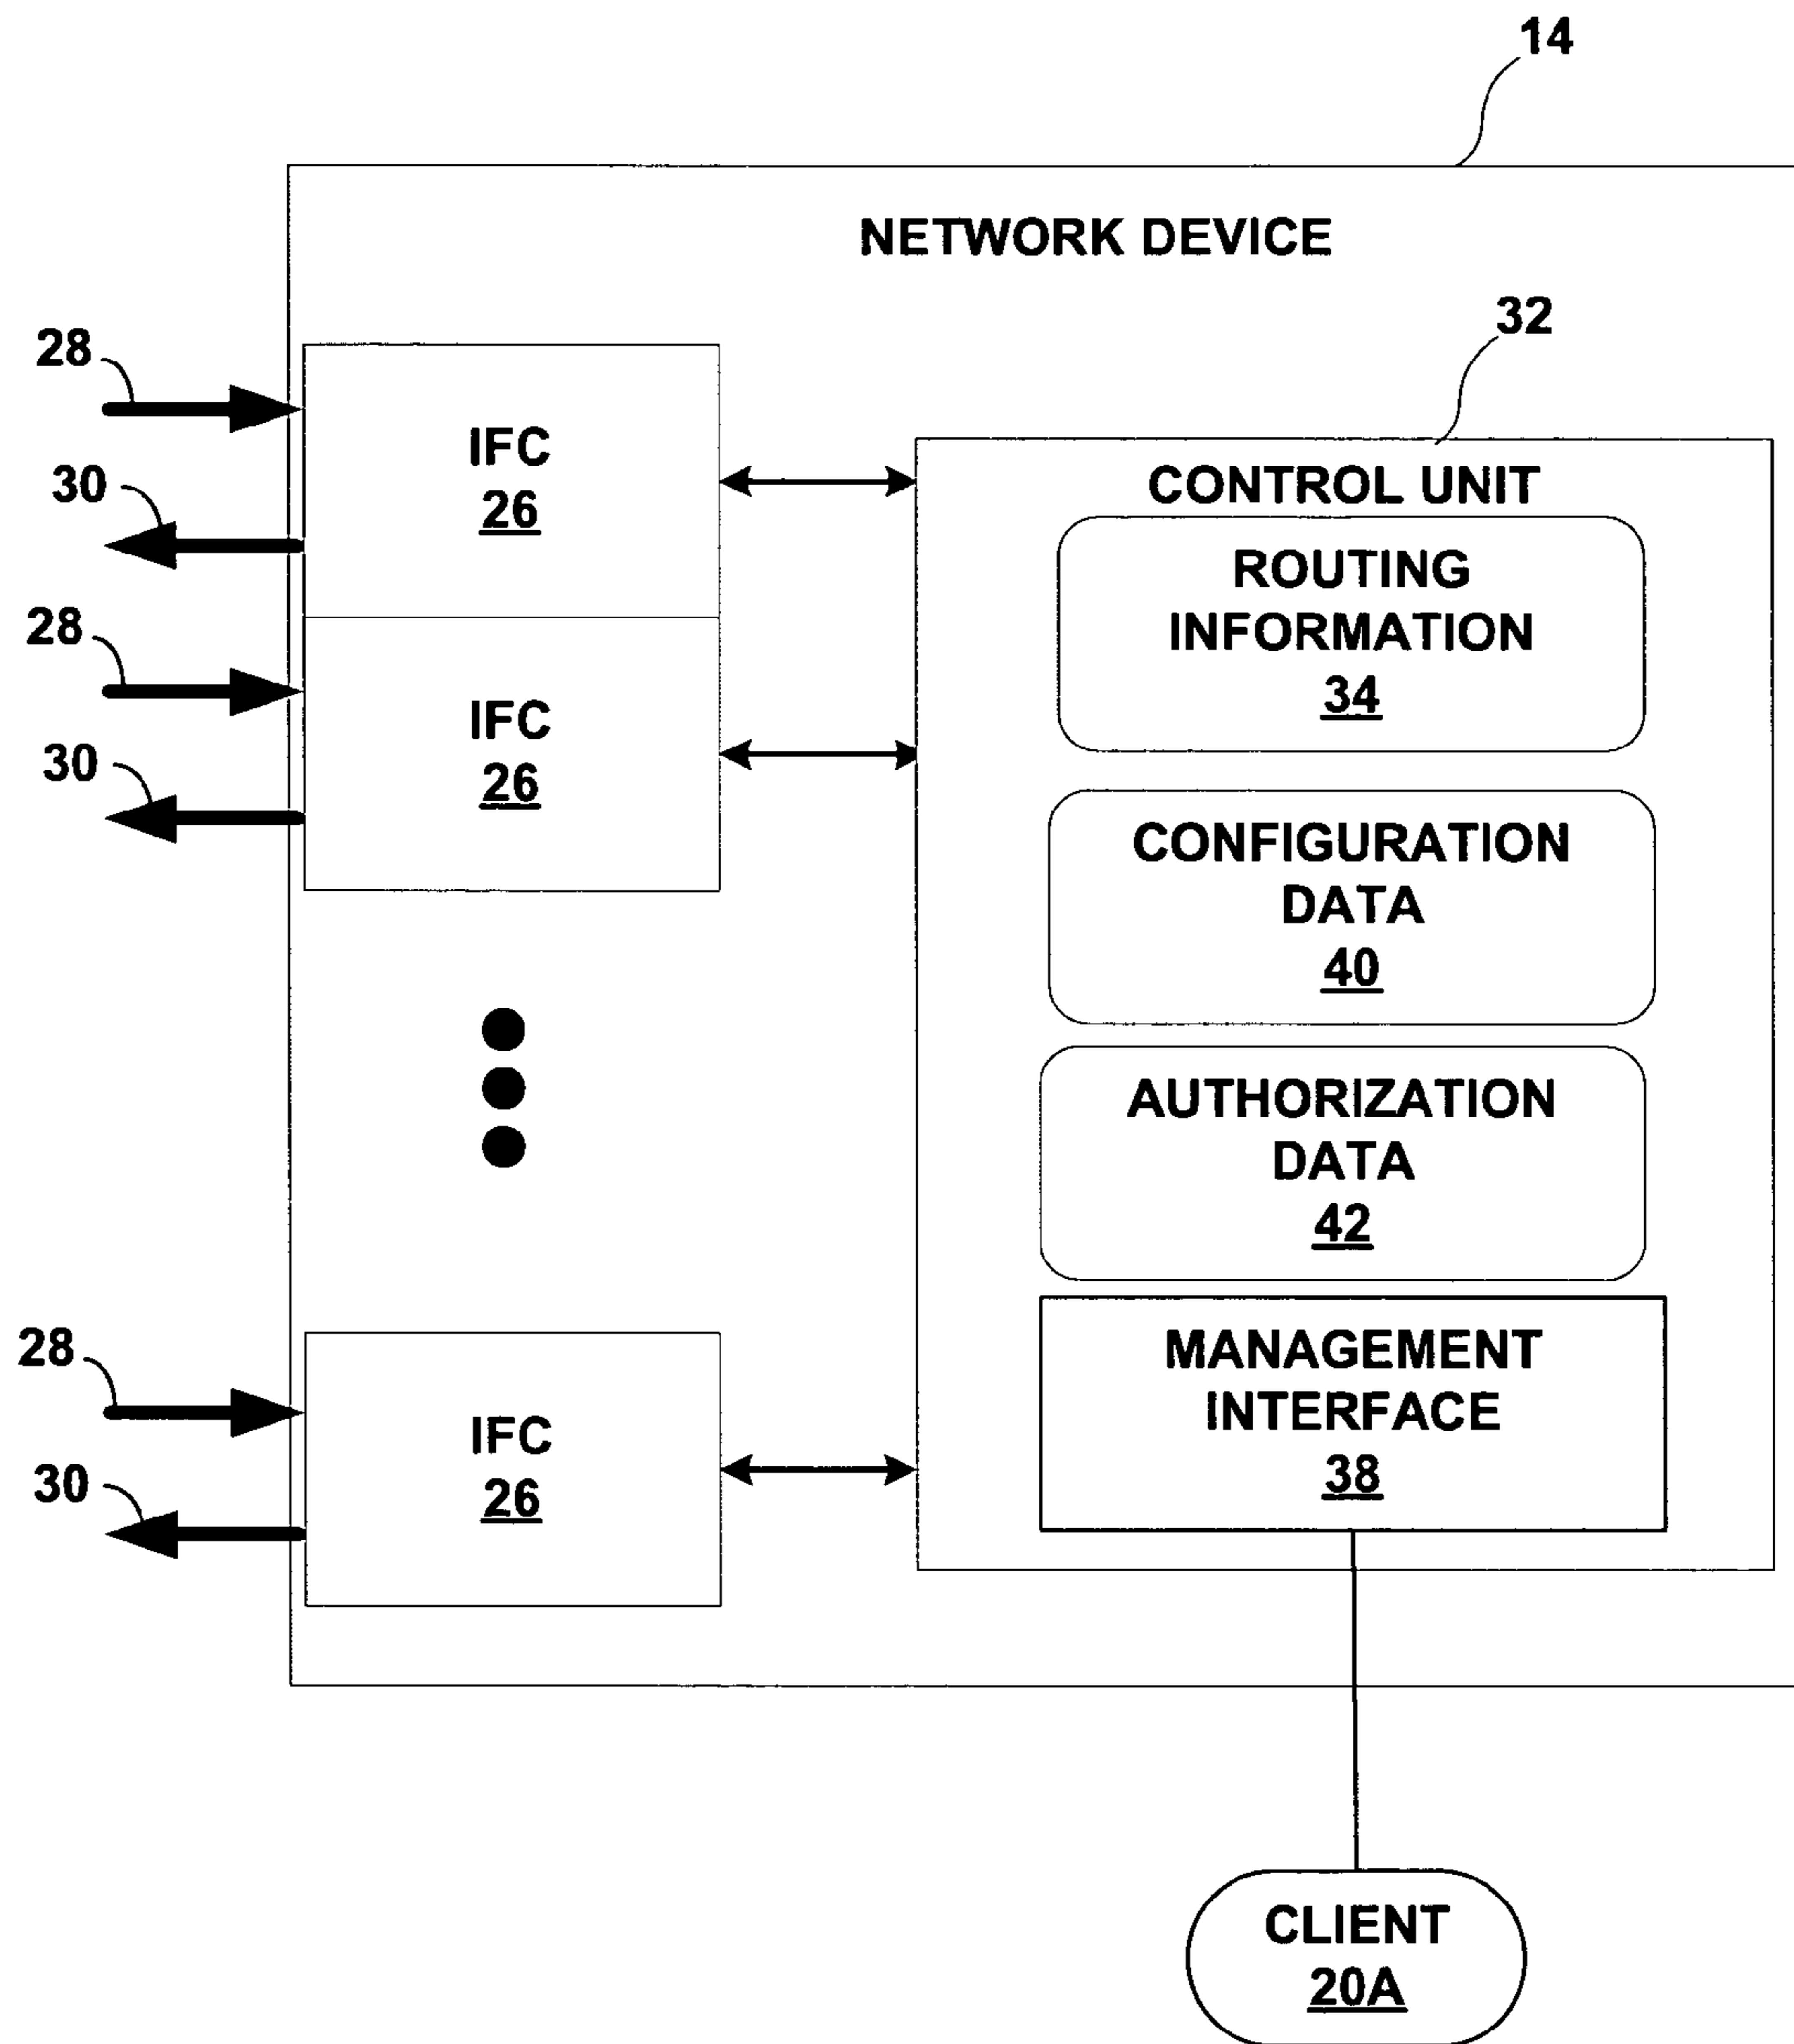 14
NETWORK DEVICE
32
28
IFC
26
30
CONTROL UNIT
ROUTING
INFORMATION
34
28
IFC
26
30
CONFIGURATION
DATA
40
AUTHORIZATION
DATA
42
28
IFC
26
30
MANAGEMENT
INTERFACE
38
CLIENT
20A